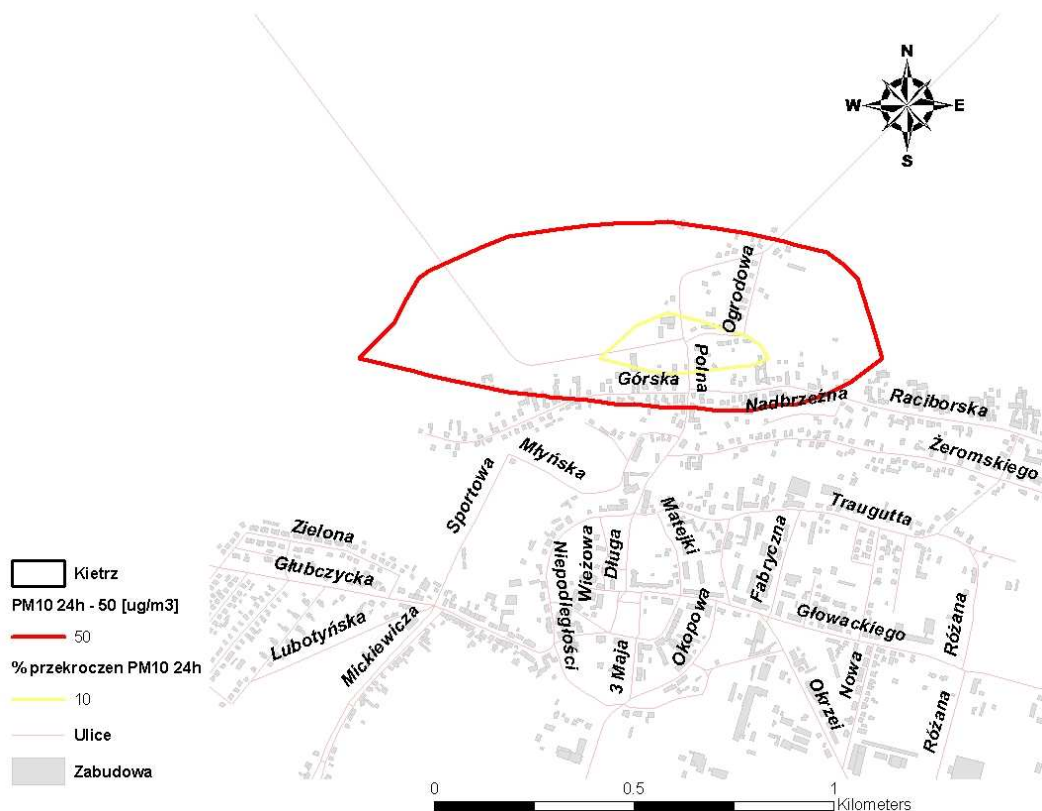 N
W
E
S
Ogrodowa
Polna
Górska
Nadbrzeźna
Raciborska
Żeromskiego
Młyńska
Sportowa
Traugutta
Matejki
Zielona
Fabryczna
Wieżowa
Długa
Niepodległości
Głubczycka
Kietrz
PM10 24h - 50 [ug/m3]
Głowackiego
Różana
Okopowa
Lubotyńska
Mickiewicza
50
% przekroczen PM10 24h
3 Maja
Nowa
Okrzei
10
Różana
Ulice
Zabudowa
0
0.5
1
Kilometers